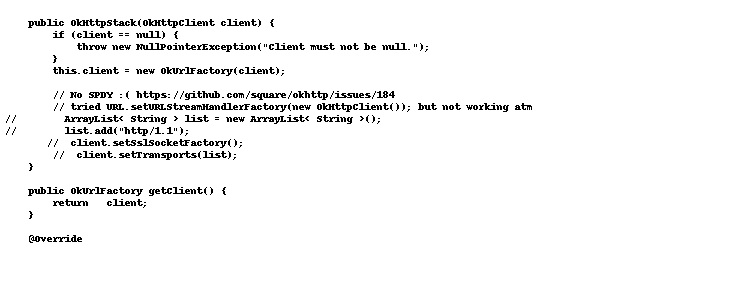 public OkHttpStack(OkHttpClient client) {
if (client == null) {
throw new NullPointerException("Client must not be null.");
}
this.client = new OkUrlFactory(client);
// No SPDY :( https://github.com/square/okhttp/issues/184
// tried URL.setURLStreamHandlerFactory(new OkHttpClient()); but not working atm
// ArrayList< String > list = new ArrayList< String >();
// list.add("http/1.1");
// client.setSslSocketFactory();
// client.setTransports(list);
}
public OkUrlFactory getClient() {
return client;
}
@Override